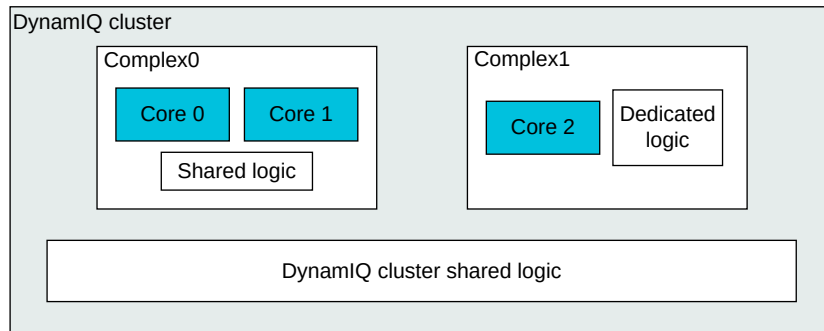 DynamIQ cluster
Complex0
Core 0
Core 1
Shared logic
Complex1
Core 2
Dedicated
logic
DynamIQ cluster shared logic